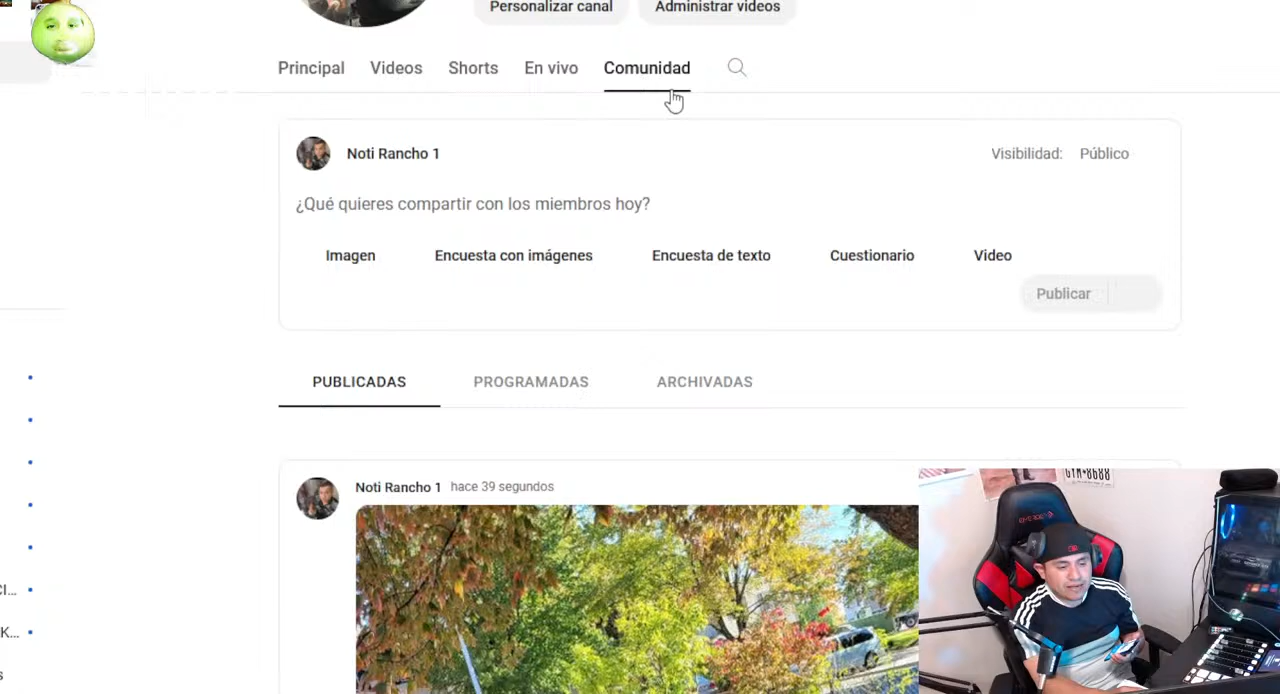 Personalizar canal Administrar videos
Principal Videos Shorts En vivo Comunidad
Noti Rancho 1 Visibilidad: Público
¿Qué quieres compartir con los miembros hoy?
Imagen Encuesta con imágenes Encuesta de texto Cuestionario Video
Publicar
PUBLICADAS PROGRAMADAS ARCHIVADAS
Noti Rancho 1 hace 39 segundos